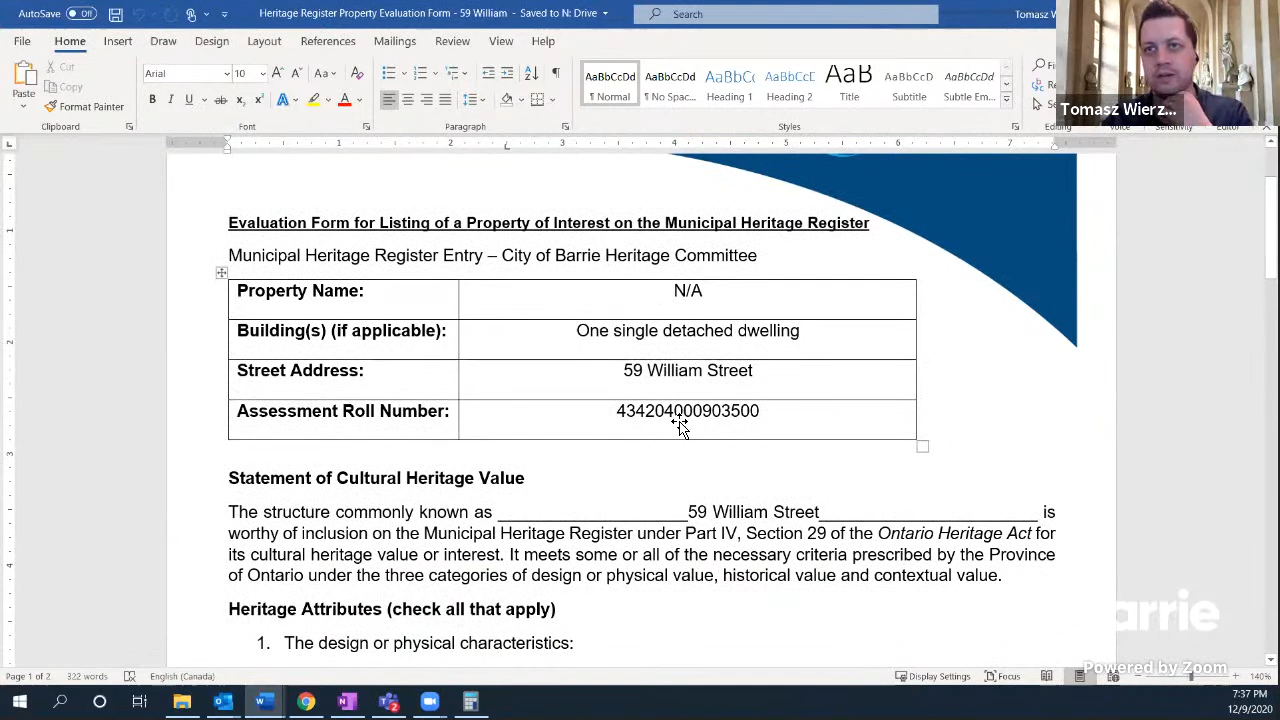 AutoSave Off
Heritage Property Evaluation Form - 59 William - Saved to N: Drive
Search
Tomasz W
File Home Insert Draw Design Layout References Mailings Review View Help
Cut
Copy
Format Painter
Paste
Arial 10
AaBbCcDd AaBbCcDd AaBbCc AaBbCcD AaB AaBbCcD AaBbCcDd
¶ Normal ¶ No Spac... Heading 1 Heading 2 Title Subtitle Subtle Em...
Clipboard Font Paragraph Styles Editing Voice Sensitivity Editor
Tomasz Wierz...
Evaluation Form for Listing of a Property of Interest on the Municipal Heritage Register
Municipal Heritage Register Entry – City of Barrie Heritage Committee
Property Name: N/A
Building(s) (if applicable): One single detached dwelling
Street Address: 59 William Street
Assessment Roll Number: 434204000903500
Statement of Cultural Heritage Value
The structure commonly known as ____________________59 William Street________________________ is
worthy of inclusion on the Municipal Heritage Register under Part IV, Section 29 of the Ontario Heritage Act for
its cultural heritage value or interest. It meets some or all of the necessary criteria prescribed by the Province
of Ontario under the three categories of design or physical value, historical value and contextual value.
Heritage Attributes (check all that apply)
1. The design or physical characteristics:
arrie
Powered by Zoom
Page 1 of 2 322 words English (Canada) Display Settings Focus 140%
7:37 PM
12/9/2020